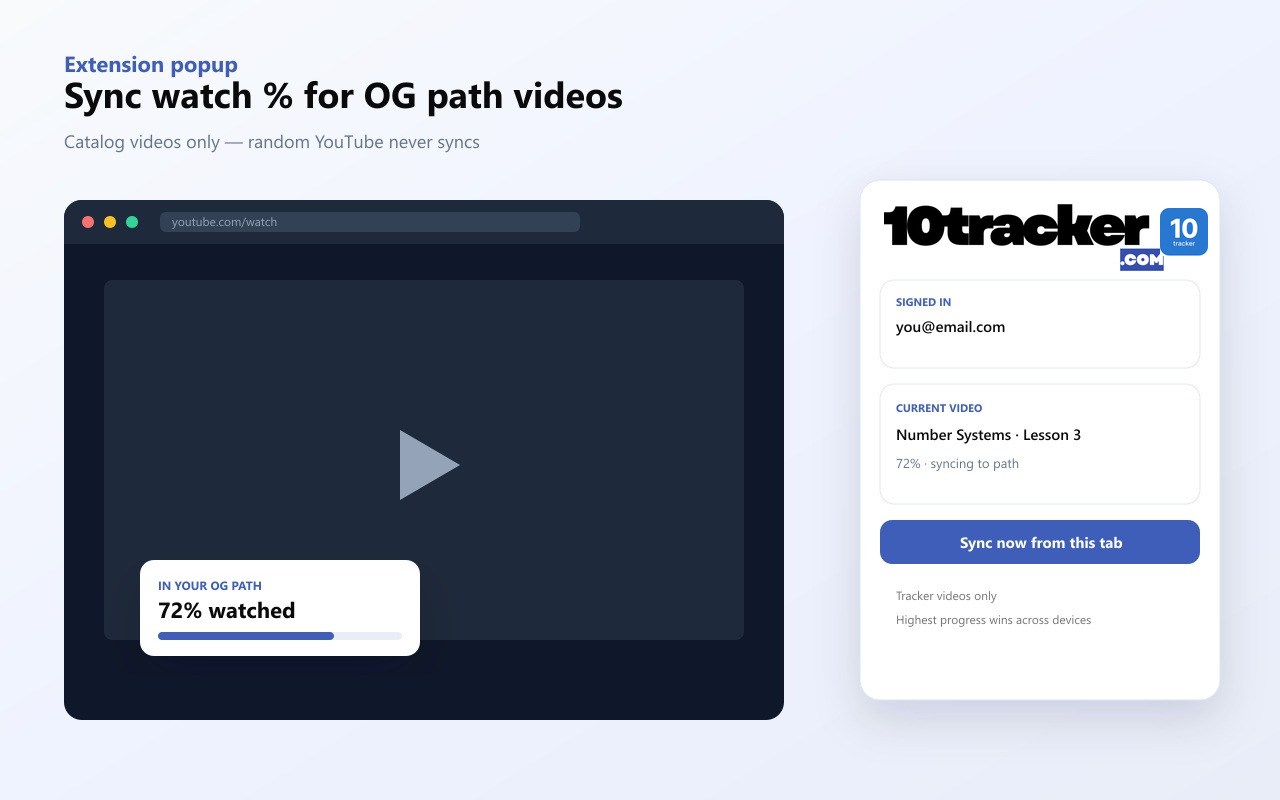 Extension popup
Sync watch % for OG path videos
Catalog videos only — random YouTube never syncs
youtube.com/watch
IN YOUR OG PATH
72% watched
10tracker
.COM
10
tracker
SIGNED IN
you@email.com
CURRENT VIDEO
Number Systems · Lesson 3
72% · syncing to path
Sync now from this tab
Tracker videos only
Highest progress wins across devices